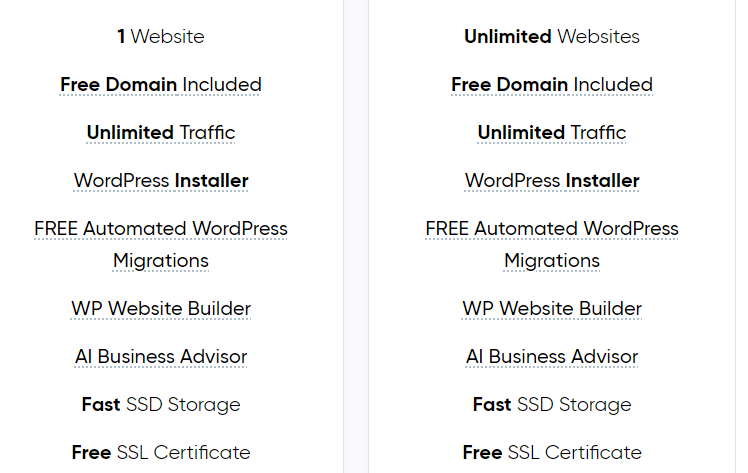 1 Website
Free Domain Included
Unlimited Traffic
WordPress Installer
FREE Automated WordPress
Migrations
WP Website Builder
AI Business Advisor
Fast SSD Storage
Free SSL Certificate
Unlimited Websites
Free Domain Included
Unlimited Traffic
WordPress Installer
FREE Automated WordPress
Migrations
WP Website Builder
AI Business Advisor
Fast SSD Storage
Free SSL Certificate